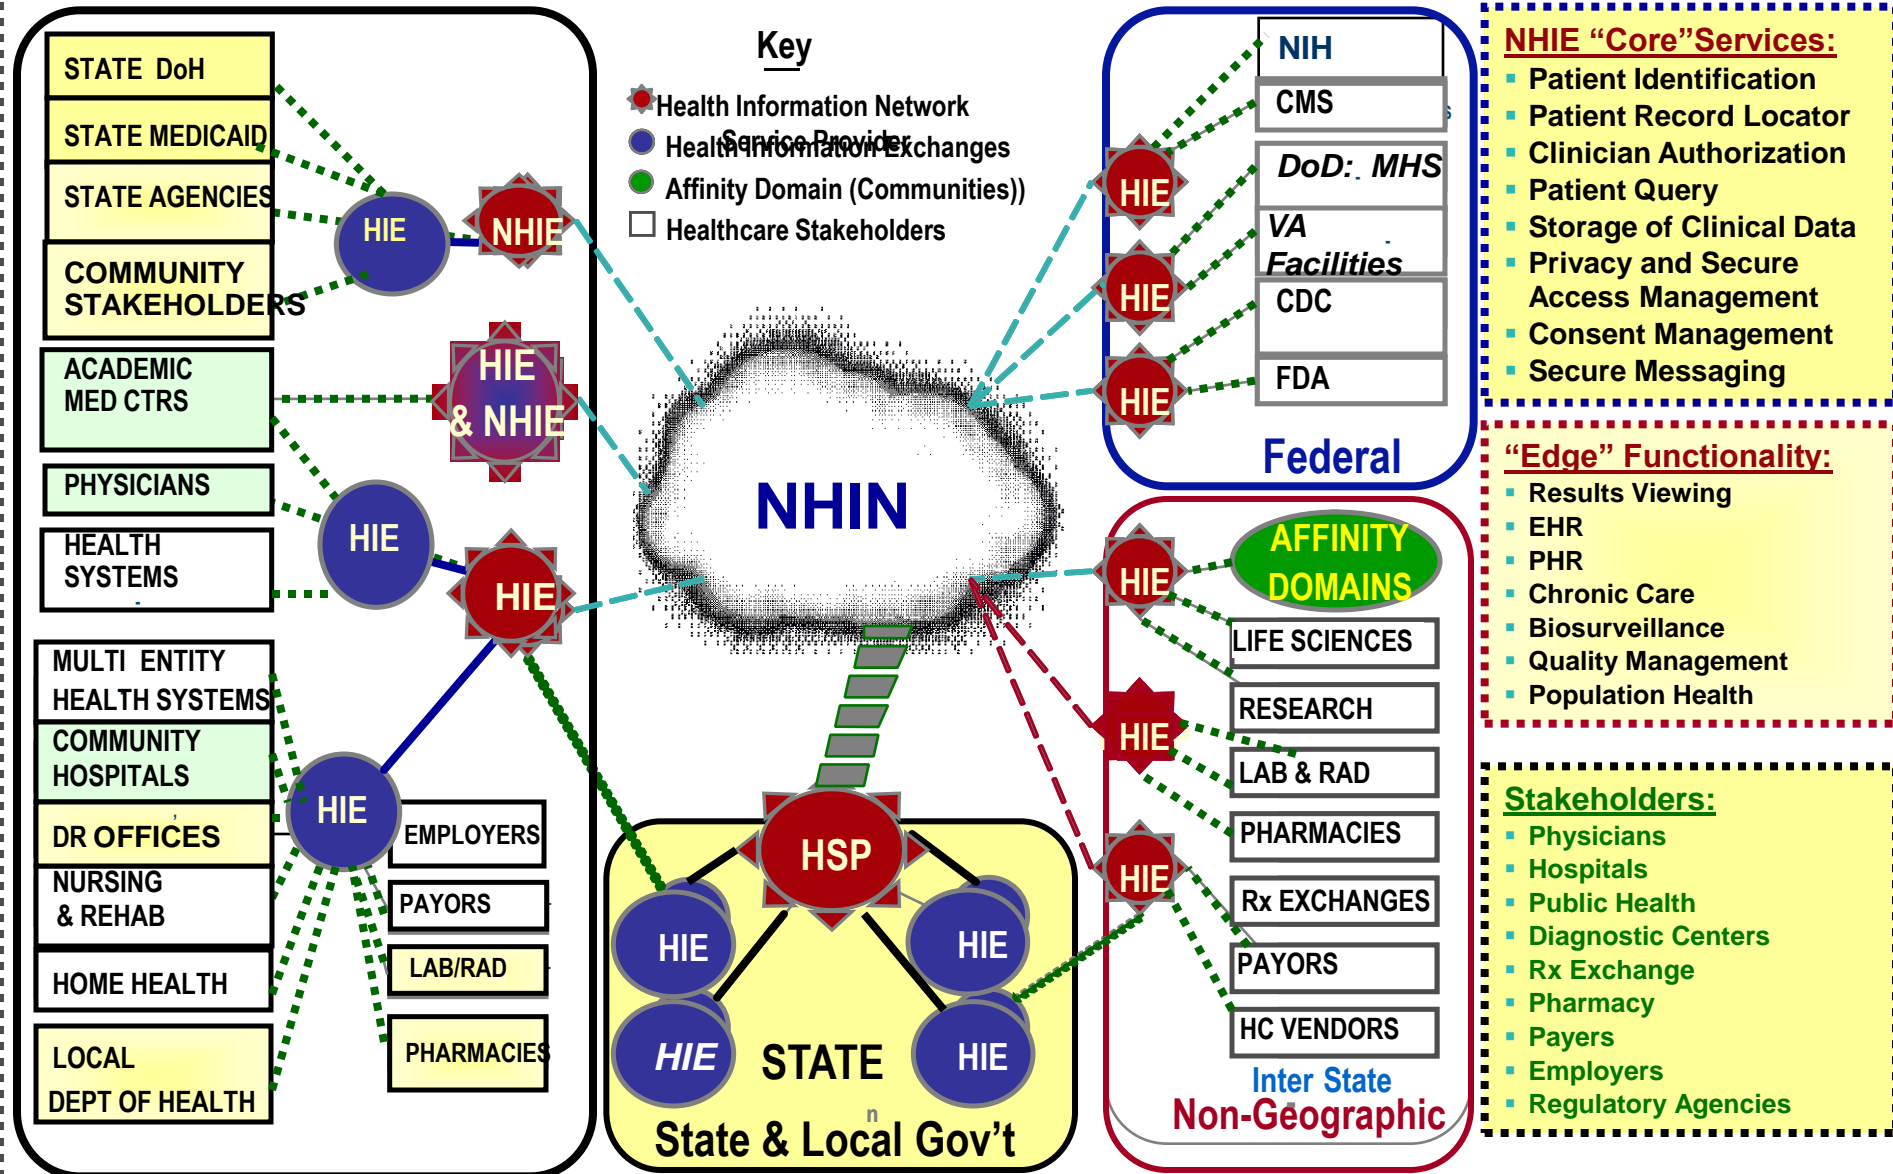 STATE DoH
STATE MEDICAID
STATE AGENCIES
COMMUNITY
STAKEHOLDERS
ACADEMIC
MED CTRS
PHYSICIANS
HEALTH
SYSTEMS
MULTI ENTITY
HEALTH SYSTEMS
COMMUNITY
HOSPITALS
DR OFFICES
NURSING
& REHAB
HOME HEALTH
LOCAL
DEPT OF HEALTH
HIE
NHIE
HIE
& NHIE
HIE
HIE
HIE
EMPLOYERS
PAYORS
LAB/RAD
PHARMACIES
Key
Health Information Network
Service Provider
Health Information Exchanges
Affinity Domain (Communities))
Healthcare Stakeholders
NHIN
HSP
HIE
HIE
HIE
HIE
STATE
n
State & Local Gov't
NIH
CMS
s
DoD: MHS
VA
Facilities
CDC
FDA
HIE
HIE
HIE
Federal
HIE
AFFINITY
DOMAINS
LIFE SCIENCES
RESEARCH
HIE
LAB & RAD
PHARMACIES
HIE
Rx EXCHANGES
PAYORS
HC VENDORS
Inter State
Non-Geographic
NHIE “Core”Services:
Patient Identification
Patient Record Locator
Clinician Authorization
Patient Query
Storage of Clinical Data
Privacy and Secure
Access Management
Consent Management
Secure Messaging
“Edge” Functionality:
Results Viewing
EHR
PHR
Chronic Care
Biosurveillance
Quality Management
Population Health
Stakeholders:
Physicians
Hospitals
Public Health
Diagnostic Centers
Rx Exchange
Pharmacy
Payers
Employers
Regulatory Agencies